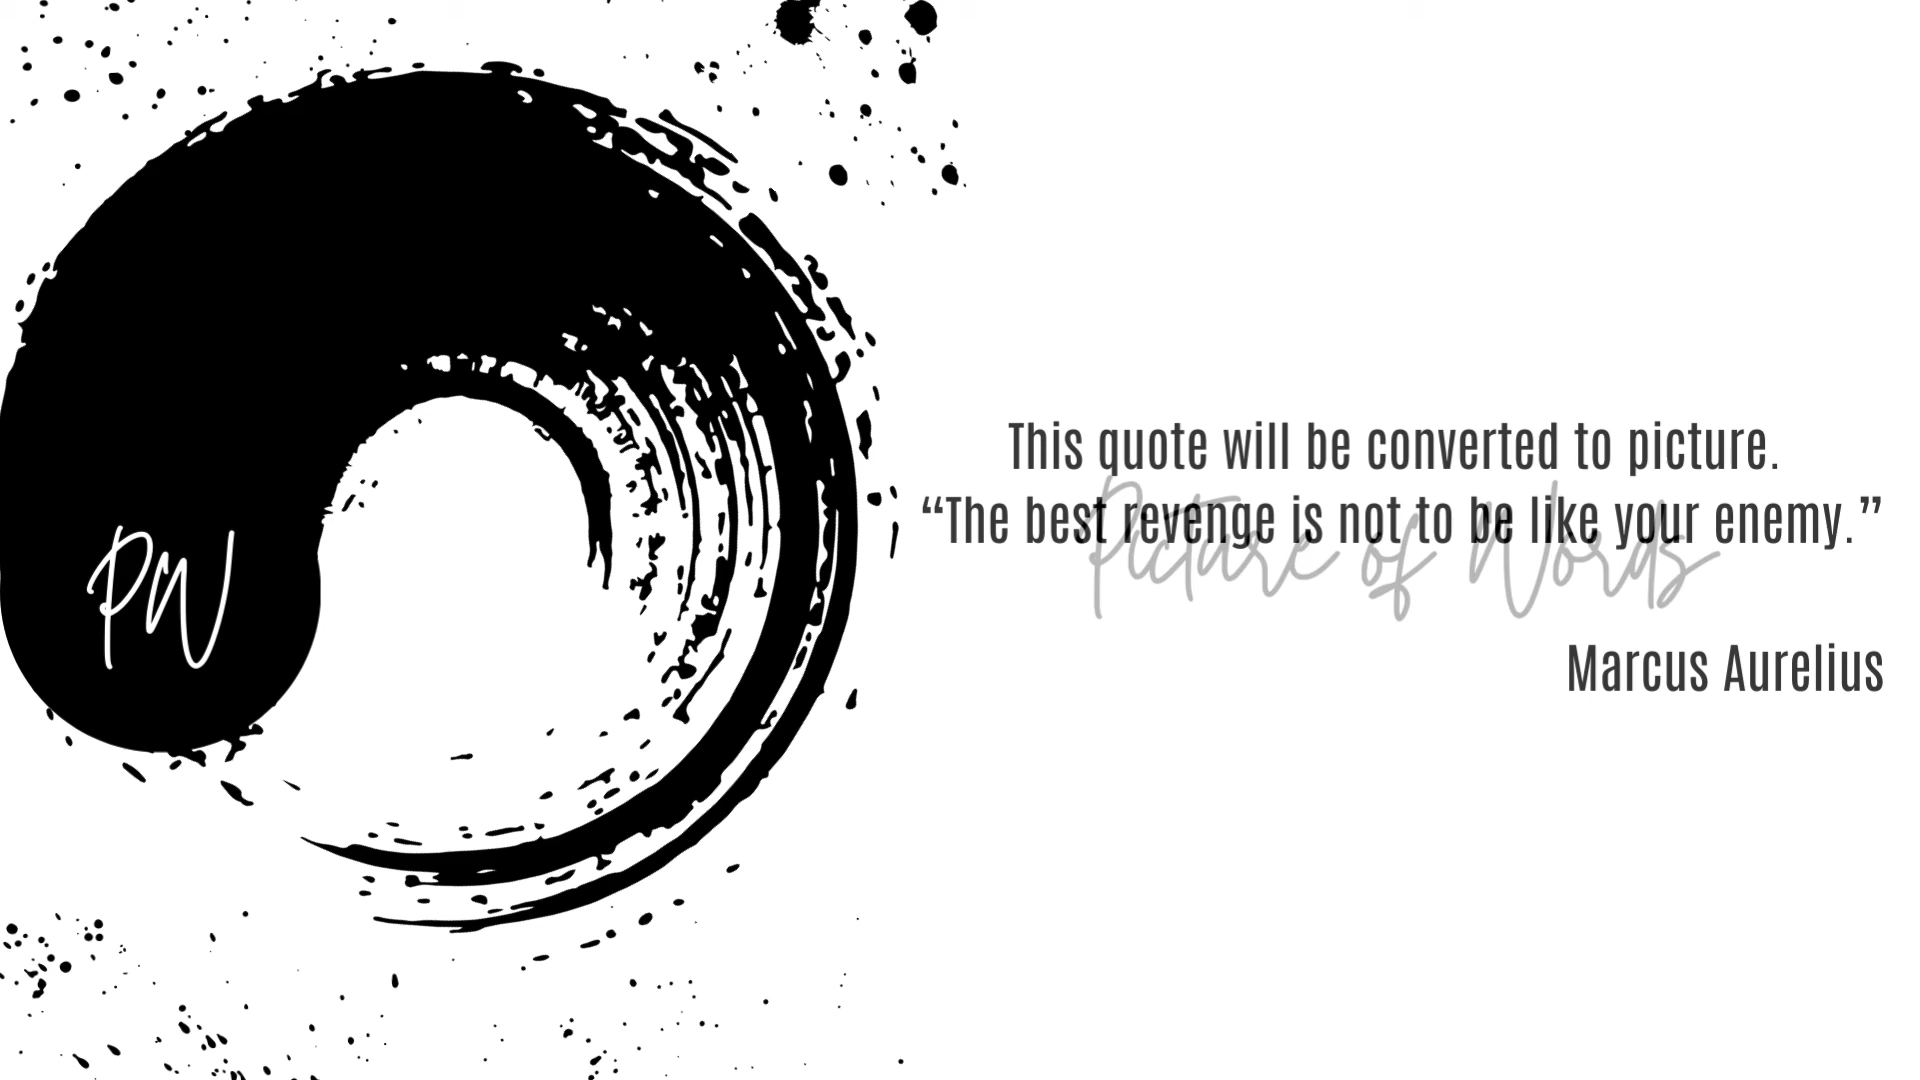 This quote will be converted to picture.
“The best revenge is not to be like your enemy.”
Picture of Words
Marcus Aurelius
PW